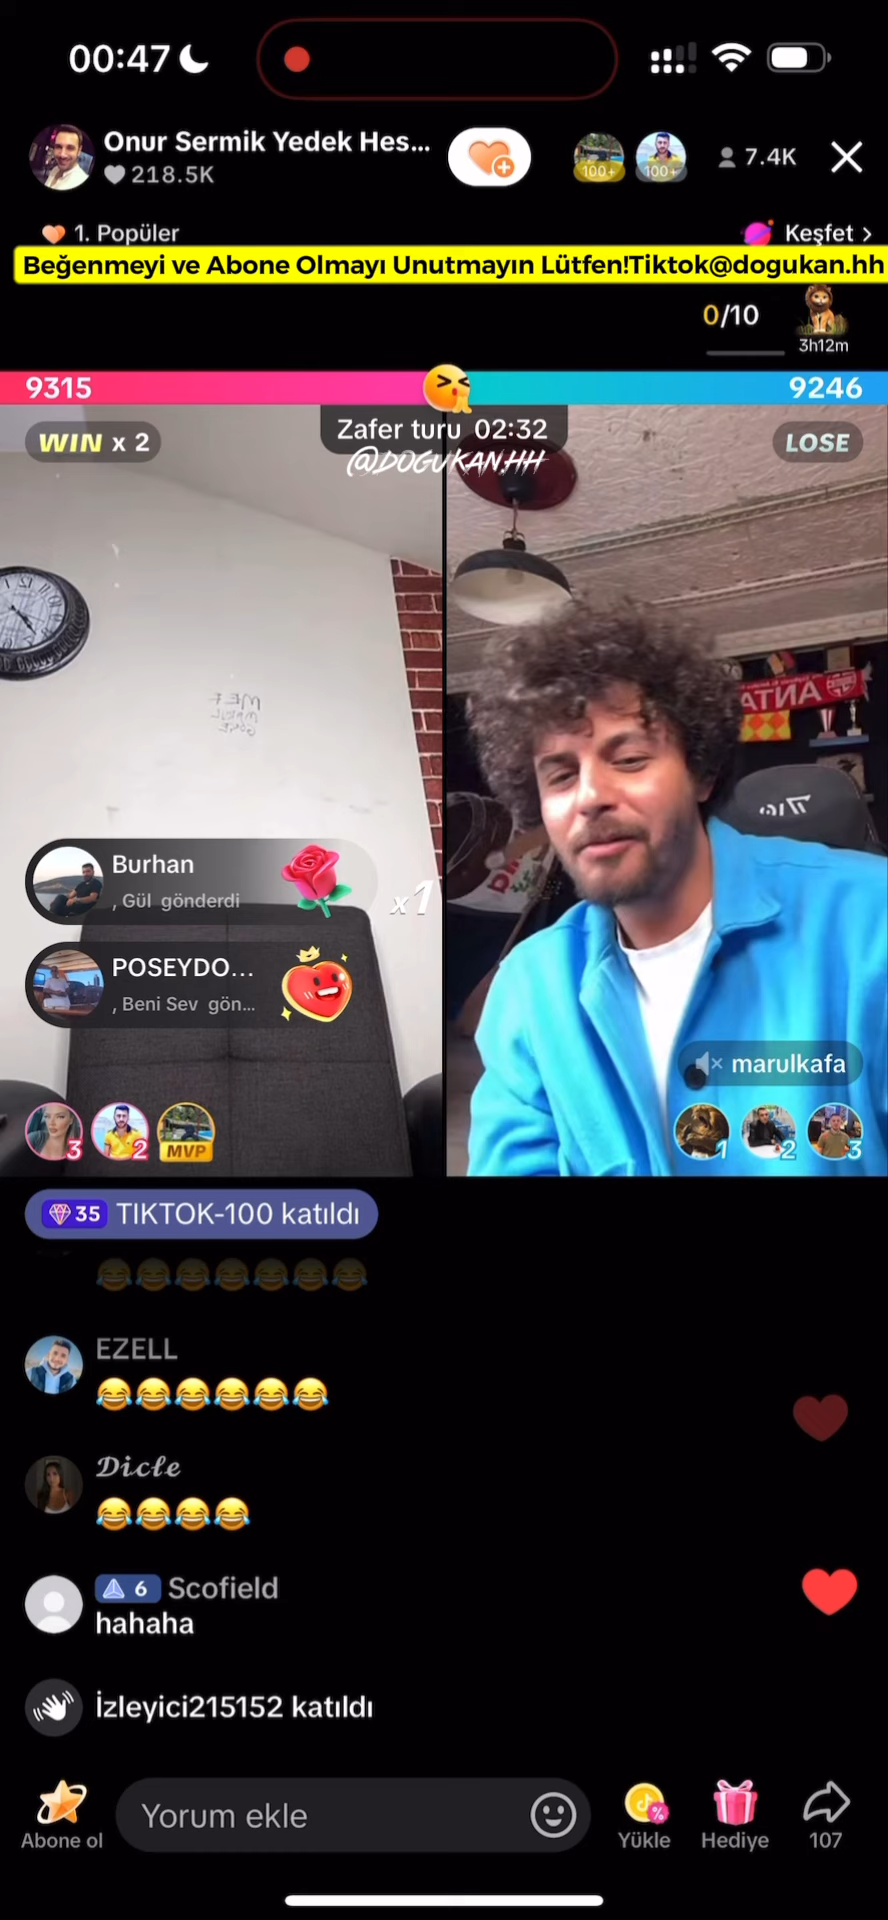 00:47
Onur Sermik Yedek Hes...
218.5K
100+
100+
7.4K
1. Popüler
Keşfet >
Beğenmeyi ve Abone Olmayı Unutmayın Lütfen!Tiktok@dogukan.hh
0/10
3h12m
9315
9246
WIN x 2
Zafer turu 02:32
LOSE
@DOGUKAN.HH
ANTA
Burhan
, Gül gönderdi
x1
POSEYDO...
, Beni Sev gön...
marulkafa
3
2
MVP
1
2
3
35 TIKTOK-100 katıldı
😂😂😂😂😂😂😂
EZELL
😂😂😂😂😂😂
𝓓𝓲𝓬𝓵𝓮
😂😂😂😂
6 Scofield
hahaha
İzleyici215152 katıldı
Abone ol
Yorum ekle
Yükle
Hediye
107